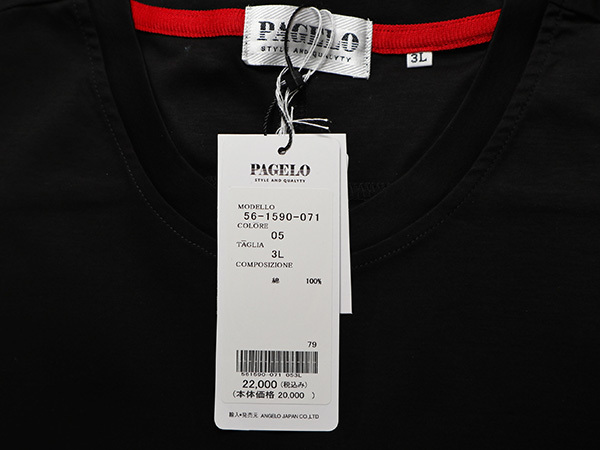 PAGELO
STYLE AND QUALYTY
3L
PAGELO
STYLE AND QUALYTY
MODELLO
56-1590-071
COLORE
05
TAGLIA
3L
COMPOSIZIONE
綿 100%
79
561590-071 053L
22,000 (税込み)
(本体価格 20,000 )
輸入・発売元 ANGELO JAPAN CO.,LTD